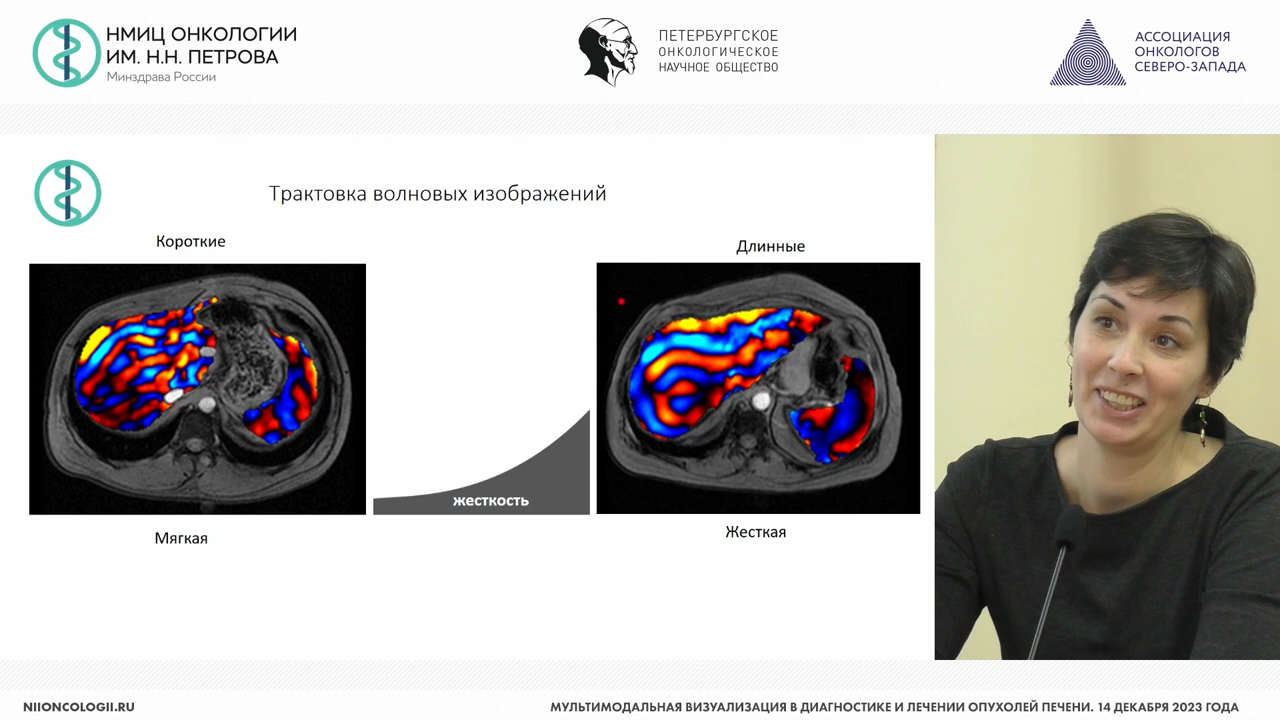 НМИЦ ОНКОЛОГИИ
ИМ. Н.Н. ПЕТРОВА
Минздрава России
ПЕТЕРБУРГСКОЕ
ОНКОЛОГИЧЕСКОЕ
НАУЧНОЕ ОБЩЕСТВО
АССОЦИАЦИЯ
ОНКОЛОГОВ
СЕВЕРО-ЗАПАДА
Трактовка волновых изображений
Короткие
Длинные
жесткость
Мягкая
Жесткая
NIIONCOLOGII.RU
МУЛЬТИМОДАЛЬНАЯ ВИЗУАЛИЗАЦИЯ В ДИАГНОСТИКЕ И ЛЕЧЕНИИ ОПУХОЛЕЙ ПЕЧЕНИ. 14 ДЕКАБРЯ 2023 ГОДА